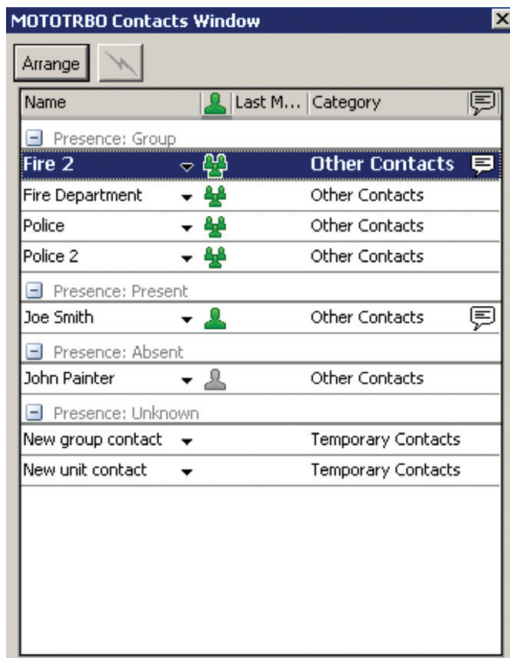 MOTOTRBO Contacts Window
Arrange
Name Last M... Category
Presence: Group
Fire 2 Other Contacts
Fire Department Other Contacts
Police Other Contacts
Police 2 Other Contacts
Presence: Present
Joe Smith Other Contacts
Presence: Absent
John Painter Other Contacts
Presence: Unknown
New group contact Temporary Contacts
New unit contact Temporary Contacts